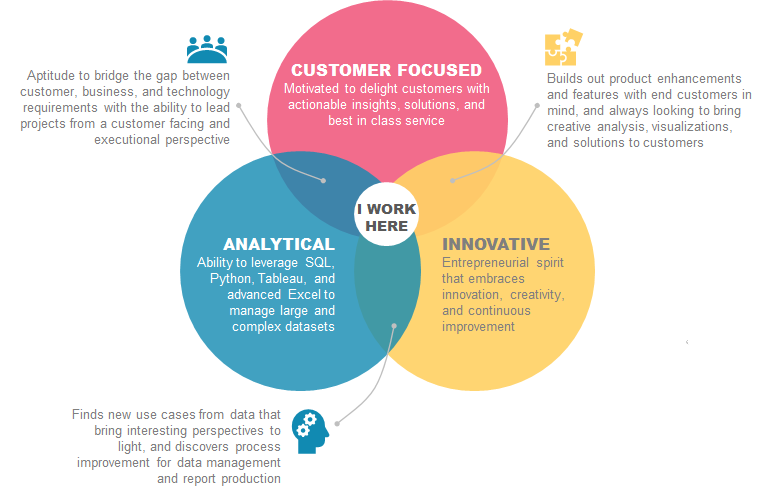 CUSTOMER FOCUSED
Motivated to delight customers with
actionable insights, solutions, and
best in class service
Aptitude to bridge the gap between
customer, business, and technology
requirements with the ability to lead
projects from a customer facing and
executional perspective
Builds out product enhancements
and features with end customers in
mind, and always looking to bring
creative analysis, visualizations,
and solutions to customers
I WORK
HERE
ANALYTICAL
Ability to leverage SQL,
Python, Tableau, and
advanced Excel to
manage large and
complex datasets
INNOVATIVE
Entrepreneurial spirit
that embraces
innovation, creativity,
and continuous
improvement
Finds new use cases from data that
bring interesting perspectives to
light, and discovers process
improvement for data management
and report production